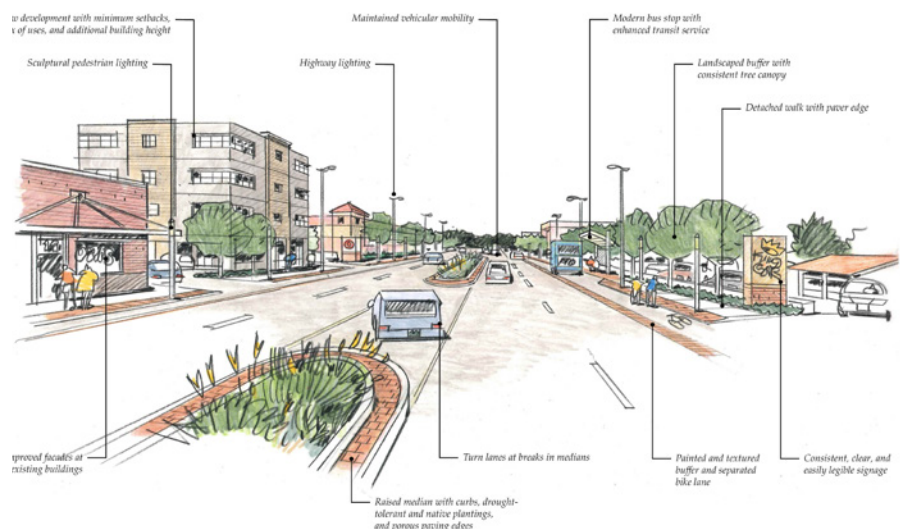 development with minimum setbacks,
of uses, and additional building height
Maintained vehicular mobility
Modern bus stop with
enhanced transit service
Sculptural pedestrian lighting
Highway lighting
Landscaped buffer with
consistent tree canopy
Detached walk with paver edge
facades at
existing buildings
Turn lanes at breaks in medians
Painted and textured
buffer and separated
bike lane
Consistent, clear, and
easily legible signage
Raised median with curbs, drought-
tolerant and native plantings,
and porous paving edges